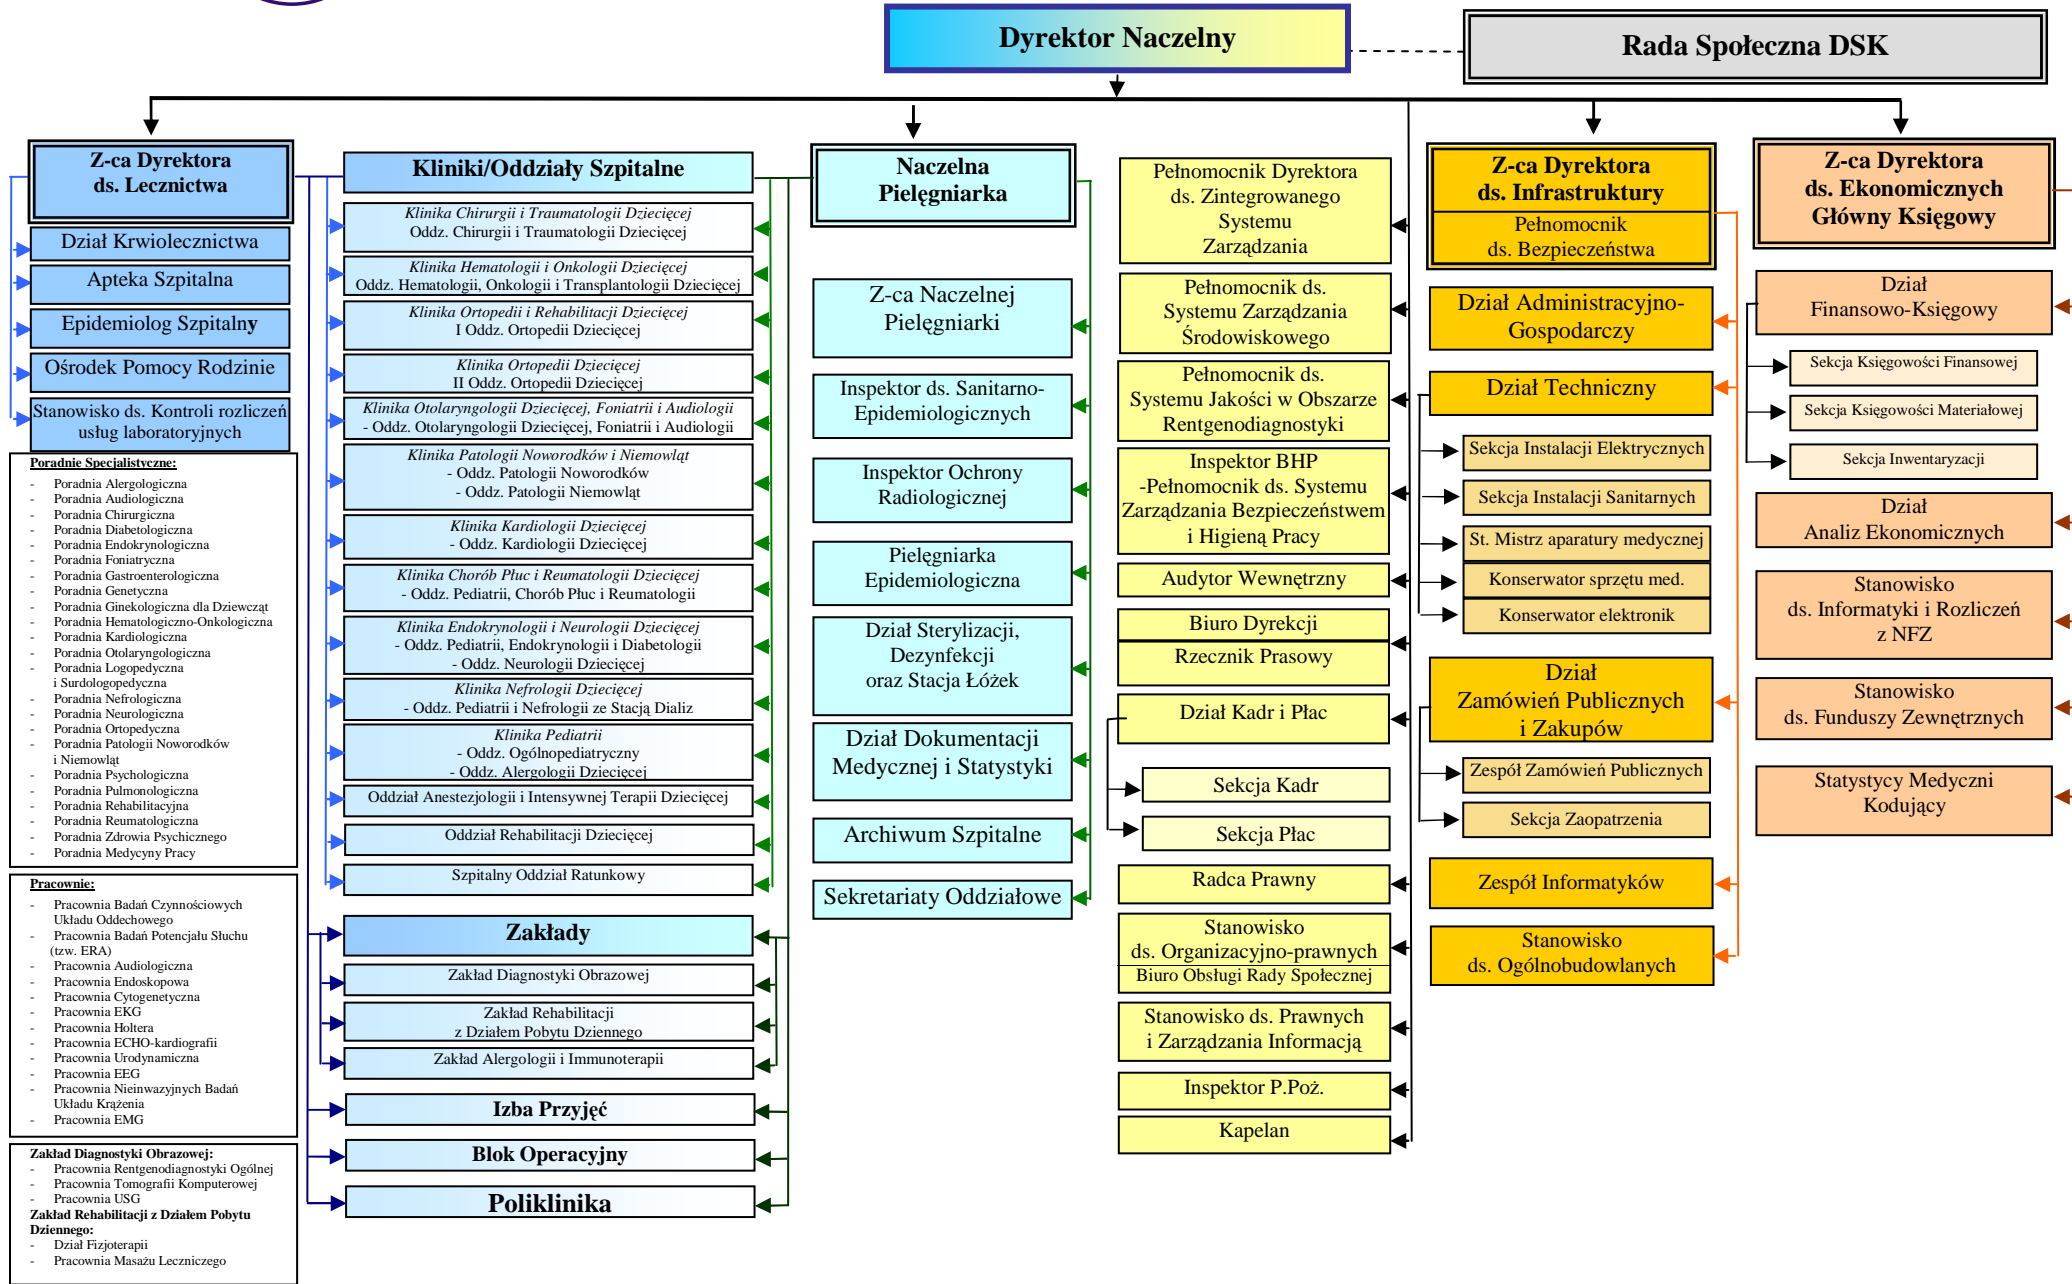 Dyrektor Naczelny
Rada Społeczna DSK
Z-ca Dyrektora
ds. Lecznictwa
Dział Krwiolecznictwa
Apteka Szpitalna
Epidemiolog Szpitalny
Ośrodek Pomocy Rodzinie
Stanowisko ds. Kontroli rozliczeń
usług laboratoryjnych
Poradnie Specjalistyczne:
- Poradnia Alergologiczna
- Poradnia Audiologiczna
- Poradnia Chirurgiczna
- Poradnia Diabetologiczna
- Poradnia Endokrynologiczna
- Poradnia Foniatryczna
- Poradnia Gastroenterologiczna
- Poradnia Genetyczna
- Poradnia Ginekologiczna dla Dziewcząt
- Poradnia Hematologiczno-Onkologiczna
- Poradnia Kardiologiczna
- Poradnia Otolaryngologiczna
- Poradnia Logopedyczna
i Surdologopedyczna
- Poradnia Nefrologiczna
- Poradnia Neurologiczna
- Poradnia Ortopedyczna
- Poradnia Patologii Noworodków
i Niemowląt
- Poradnia Psychologiczna
- Poradnia Pulmonologiczna
- Poradnia Rehabilitacyjna
- Poradnia Reumatologiczna
- Poradnia Zdrowia Psychicznego
- Poradnia Medycyny Pracy
Pracownie:
- Pracownia Badań Czynnościowych
Układu Oddechowego
- Pracownia Badań Potencjału Słuchu
(tzw. ERA)
- Pracownia Audiologiczna
- Pracownia Endoskopowa
- Pracownia Cytogenetyczna
- Pracownia EKG
- Pracownia Holtera
- Pracownia ECHO-kardiografii
- Pracownia Urodynamiczna
- Pracownia EEG
- Pracownia Nieinwazyjnych Badań
Układu Krążenia
- Pracownia EMG
Zakład Diagnostyki Obrazowej:
- Pracownia Rentgenodiagnostyki Ogólnej
- Pracownia Tomografii Komputerowej
- Pracownia USG
Zakład Rehabilitacji z Działem Pobytu
Dziennego:
- Dział Fizjoterapii
- Pracownia Masażu Leczniczego
Kliniki/Oddziały Szpitalne
Klinika Chirurgii i Traumatologii Dziecięcej
Oddz. Chirurgii i Traumatologii Dziecięcej
Klinika Hematologii i Onkologii Dziecięcej
Oddz. Hematologii, Onkologii i Transplantologii Dziecięcej
Klinika Ortopedii i Rehabilitacji Dziecięcej
I Oddz. Ortopedii Dziecięcej
Klinika Ortopedii Dziecięcej
II Oddz. Ortopedii Dziecięcej
Klinika Otolaryngologii Dziecięcej, Foniatrii i Audiologii
- Oddz. Otolaryngologii Dziecięcej, Foniatrii i Audiologii
Klinika Patologii Noworodków i Niemowląt
- Oddz. Patologii Noworodków
- Oddz. Patologii Niemowląt
Klinika Kardiologii Dziecięcej
- Oddz. Kardiologii Dziecięcej
Klinika Chorób Płuc i Reumatologii Dziecięcej
- Oddz. Pediatrii, Chorób Płuc i Reumatologii
Klinika Endokrynologii i Neurologii Dziecięcej
- Oddz. Pediatrii, Endokrynologii i Diabetologii
- Oddz. Neurologii Dziecięcej
Klinika Nefrologii Dziecięcej
- Oddz. Pediatrii i Nefrologii ze Stacją Dializ
Klinika Pediatrii
- Oddz. Ogólnopediatryczny
- Oddz. Alergologii Dziecięcej
Oddział Anestezjologii i Intensywnej Terapii Dziecięcej
Oddział Rehabilitacji Dziecięcej
Szpitalny Oddział Ratunkowy
Zakłady
Zakład Diagnostyki Obrazowej
Zakład Rehabilitacji
z Działem Pobytu Dziennego
Zakład Alergologii i Immunoterapii
Izba Przyjęć
Blok Operacyjny
Poliklinika
Naczelna
Pielęgniarka
Z-ca Naczelnej
Pielęgniarki
Inspektor ds. Sanitarno-
Epidemiologicznych
Inspektor Ochrony
Radiologicznej
Pielęgniarka
Epidemiologiczna
Dział Sterylizacji,
Dezynfekcji
oraz Stacja Łóżek
Dział Dokumentacji
Medycznej i Statystyki
Archiwum Szpitalne
Sekretariaty Oddziałowe
Pełnomocnik Dyrektora
ds. Zintegrowanego
Systemu
Zarządzania
Pełnomocnik ds.
Systemu Zarządzania
Środowiskowego
Pełnomocnik ds.
Systemu Jakości w Obszarze
Rentgenodiagnostyki
Inspektor BHP
-Pełnomocnik ds. Systemu
Zarządzania Bezpieczeństwem
i Higieną Pracy
Audytor Wewnętrzny
Biuro Dyrekcji
Rzecznik Prasowy
Dział Kadr i Płac
Sekcja Kadr
Sekcja Płac
Radca Prawny
Stanowisko
ds. Organizacyjno-prawnych
Biuro Obsługi Rady Społecznej
Stanowisko ds. Prawnych
i Zarządzania Informacją
Inspektor P.Poż.
Kapelan
Z-ca Dyrektora
ds. Infrastruktury
Pełnomocnik
ds. Bezpieczeństwa
Dział Administracyjno-
Gospodarczy
Dział Techniczny
Sekcja Instalacji Elektrycznych
Sekcja Instalacji Sanitarnych
St. Mistrz aparatury medycznej
Konserwator sprzętu med.
Konserwator elektronik
Dział
Zamówień Publicznych
i Zakupów
Zespół Zamówień Publicznych
Sekcja Zaopatrzenia
Zespół Informatyków
Stanowisko
ds. Ogólnobudowlanych
Z-ca Dyrektora
ds. Ekonomicznych
Główny Księgowy
Dział
Finansowo-Księgowy
Sekcja Księgowości Finansowej
Sekcja Księgowości Materiałowej
Sekcja Inwentaryzacji
Dział
Analiz Ekonomicznych
Stanowisko
ds. Informatyki i Rozliczeń
z NFZ
Stanowisko
ds. Funduszy Zewnętrznych
Statystycy Medyczni
Kodujący